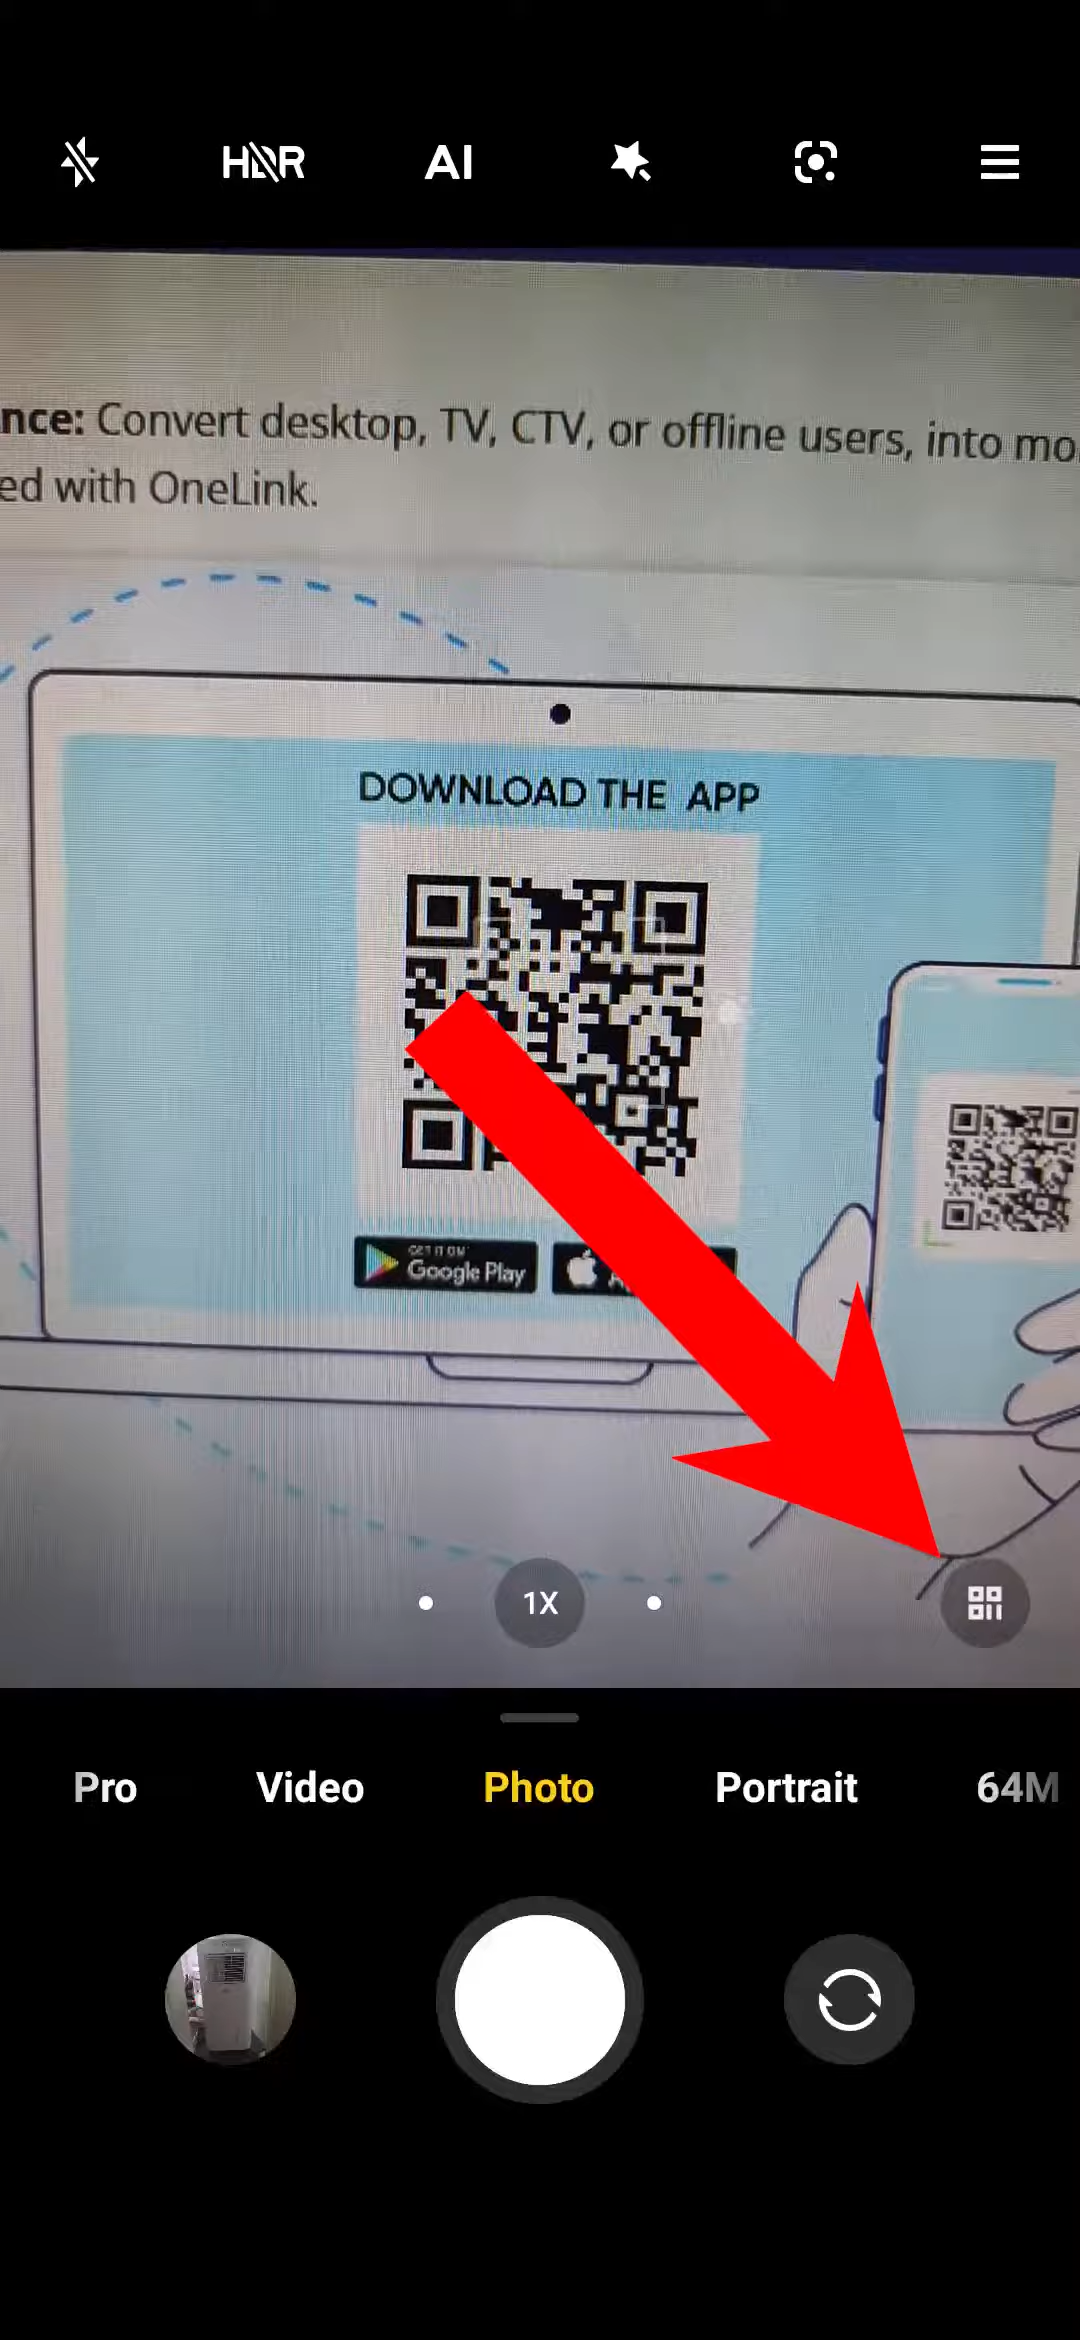 HDR
AI
nce: Convert desktop, TV, CTV, or offline users, into mo
ed with OneLink.
DOWNLOAD THE APP
GET IT ON
Google Play
1X
Pro
Video
Photo
Portrait
64M